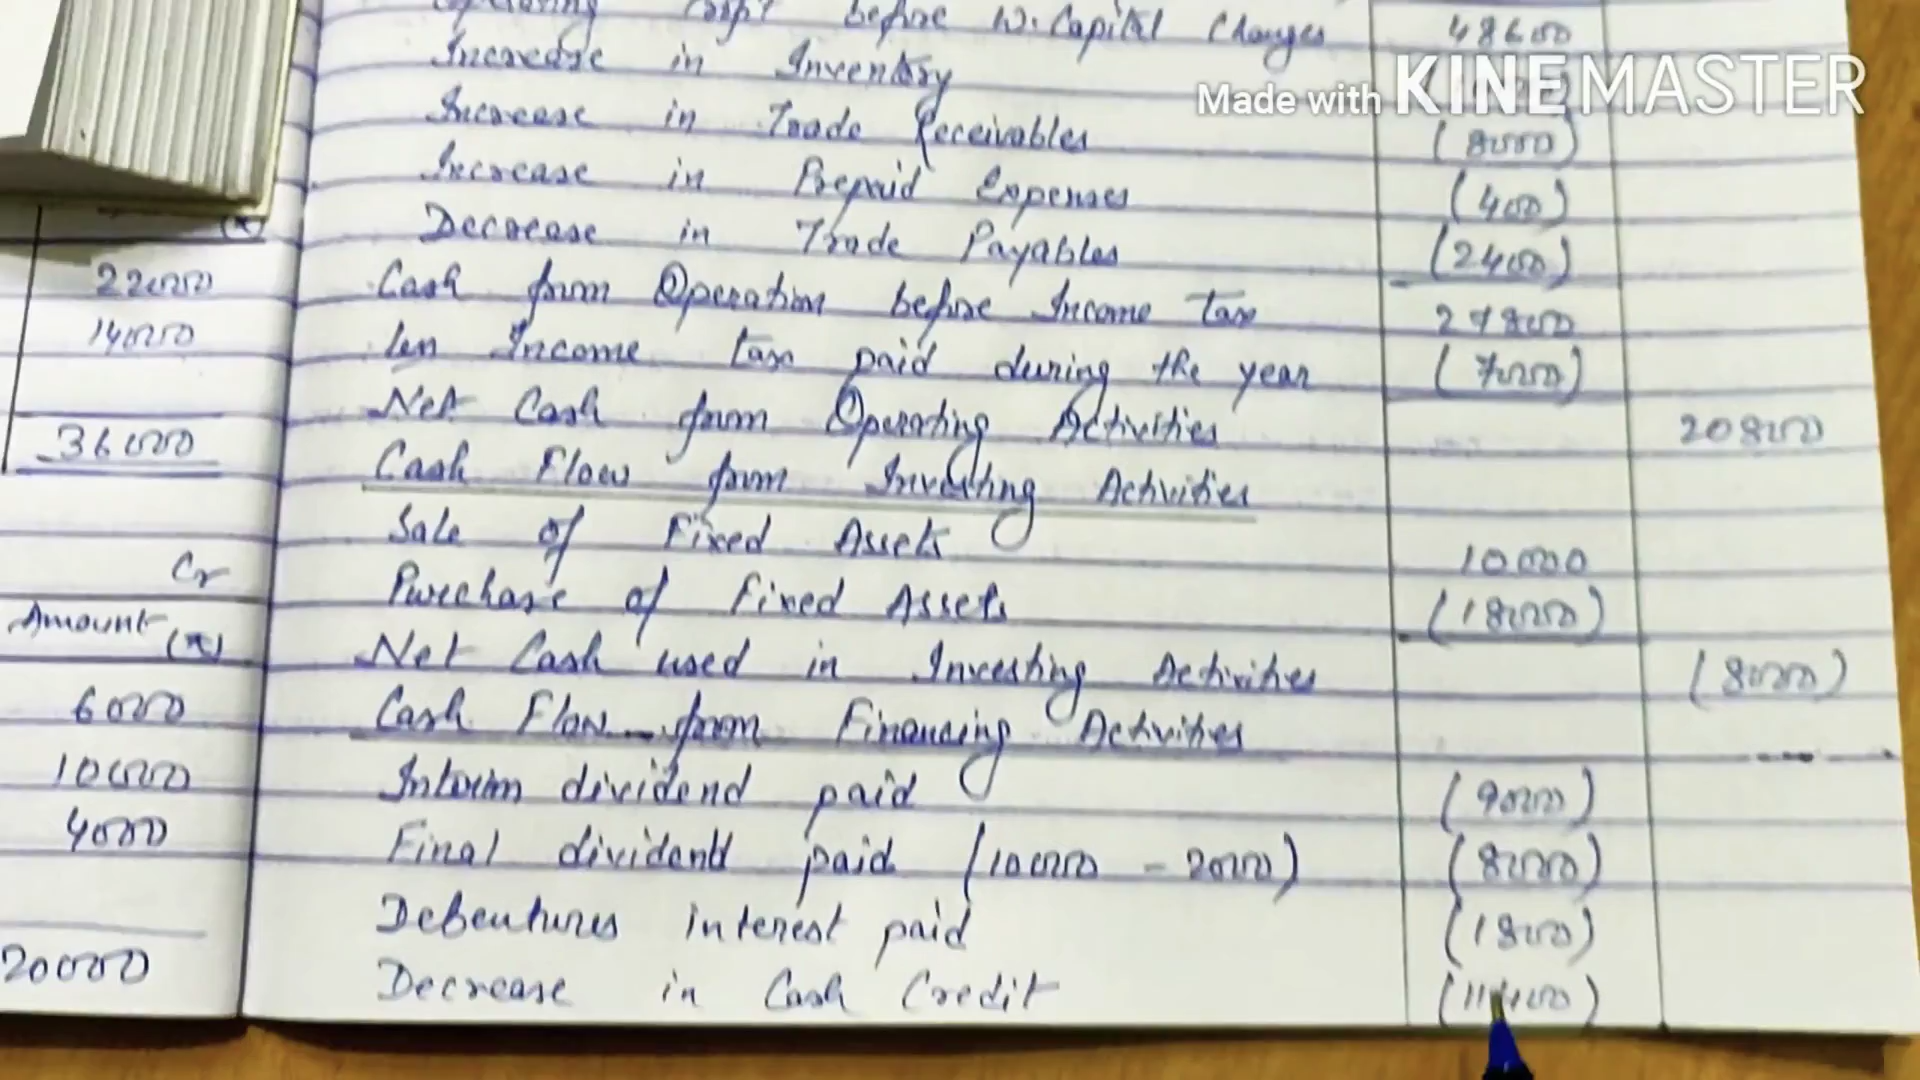 Operating Profit before W. Capital Changes 48600
Increase in Inventory
Made with KINEMASTER
Increase in Trade Receivables (8000)
Increase in Prepaid Expenses (400)
Decrease in Trade Payables (2400)
Cash from Operation before Income tax 27800
less Income tax paid during the year (7000)
Net Cash from Operating Activities 20800
Cash Flow from Investing Activities
Sale of Fixed Assets 10000
Purchase of Fixed Assets (18000)
Net Cash used in Investing Activities (8000)
Cash Flow from Financing Activities
Interim dividend paid (9000)
Final dividend paid (10000 - 2000) (8000)
Debentures interest paid (1800)
Decrease in Cash Credit
(₹)
22000
14000
36000
Cr
Amount
(₹)
6000
10000
4000
20000